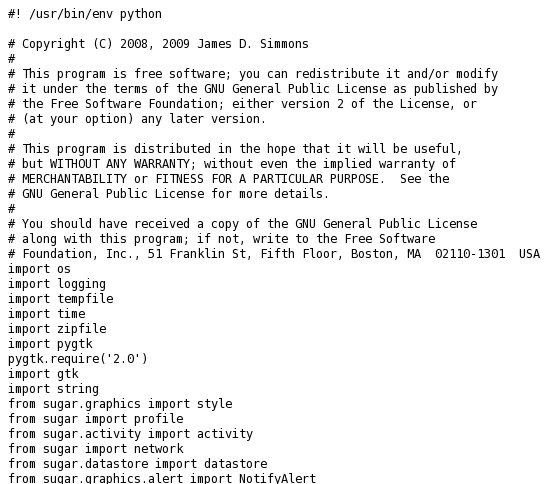 #! /usr/bin/env python

# Copyright (C) 2008, 2009 James D. Simmons
#
# This program is free software; you can redistribute it and/or modify
# it under the terms of the GNU General Public License as published by
# the Free Software Foundation; either version 2 of the License, or
# (at your option) any later version.
#
# This program is distributed in the hope that it will be useful,
# but WITHOUT ANY WARRANTY; without even the implied warranty of
# MERCHANTABILITY or FITNESS FOR A PARTICULAR PURPOSE.  See the
# GNU General Public License for more details.
#
# You should have received a copy of the GNU General Public License
# along with this program; if not, write to the Free Software
# Foundation, Inc., 51 Franklin St, Fifth Floor, Boston, MA  02110-1301  USA
import os
import logging
import tempfile
import time
import zipfile
import pygtk
pygtk.require('2.0')
import gtk
import string
from sugar.graphics import style
from sugar import profile
from sugar.activity import activity
from sugar import network
from sugar.datastore import datastore
from sugar.graphics.alert import NotifyAlert